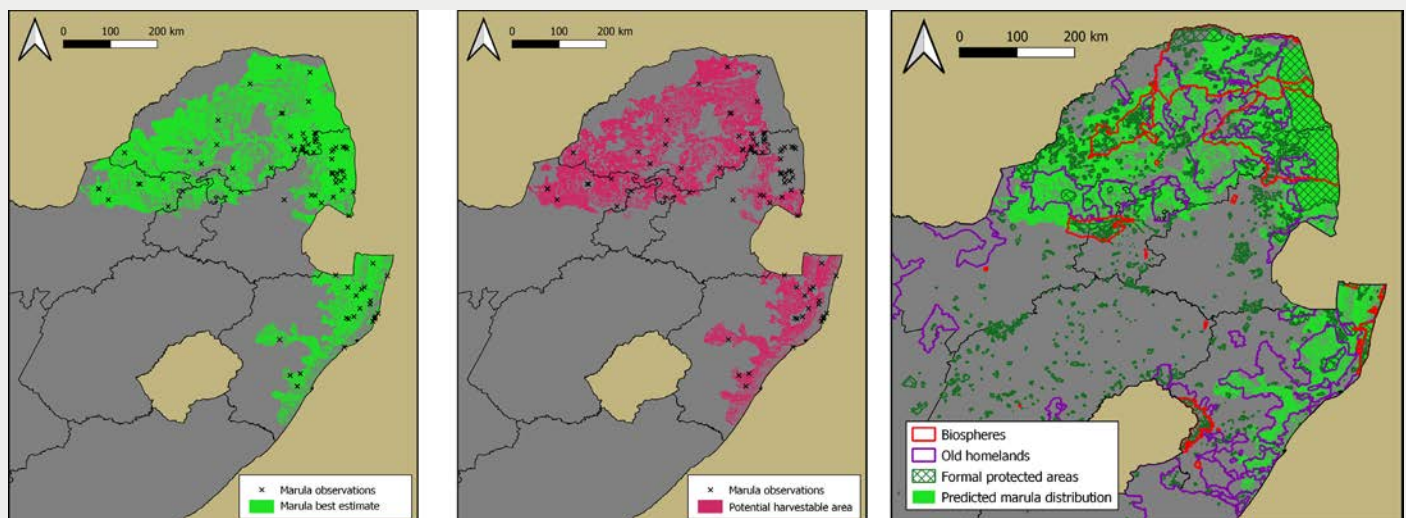 0 100 200 km
Marula observations
Marula best estimate
0 100 200 km
Marula observations
Potential harvestable area
0 100 200 km
Biospheres
Old homelands
Formal protected areas
Predicted marula distribution